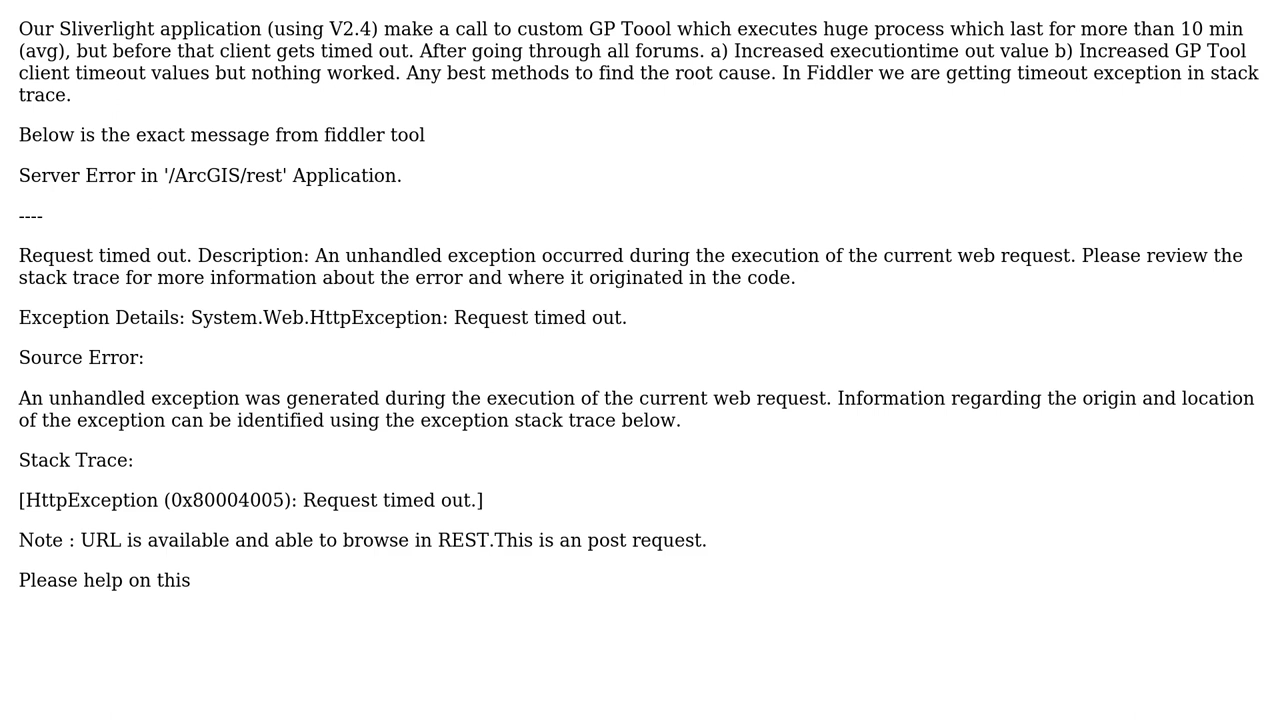 Our Sliverlight application (using V2.4) make a call to custom GP Toool which executes huge process which last for more than 10 min
(avg), but before that client gets timed out. After going through all forums. a) Increased executiontime out value b) Increased GP Tool
client timeout values but nothing worked. Any best methods to find the root cause. In Fiddler we are getting timeout exception in stack
trace.
Below is the exact message from fiddler tool
Server Error in '/ArcGIS/rest' Application.
----
Request timed out. Description: An unhandled exception occurred during the execution of the current web request. Please review the
stack trace for more information about the error and where it originated in the code.
Exception Details: System.Web.HttpException: Request timed out.
Source Error:
An unhandled exception was generated during the execution of the current web request. Information regarding the origin and location
of the exception can be identified using the exception stack trace below.
Stack Trace:
[HttpException (0x80004005): Request timed out.]
Note : URL is available and able to browse in REST.This is an post request.
Please help on this